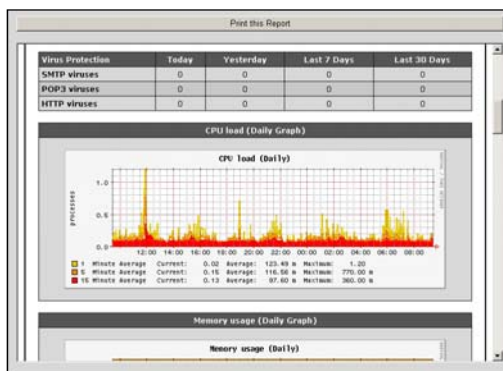 Print this Report
Virus Protection Today Yesterday Last 7 Days Last 30 Days
SMTP viruses 0 0 0 0
POP3 viruses 0 0 0 0
HTTP viruses 0 0 0 0
CPU load (Daily Graph)
CPU load (Daily)
processes
1.0
0.5
0.0
12:00 14:00 16:00 18:00 20:00 22:00 00:00 02:00 04:00 06:00 08:00
1 Minute Average Current: 0.02 Average: 123.49 m Maximum: 1.20
5 Minute Average Current: 0.15 Average: 116.56 m Maximum: 770.00 m
15 Minute Average Current: 0.13 Average: 97.60 m Maximum: 360.00 m
Memory usage (Daily Graph)
Memory usage (Daily)